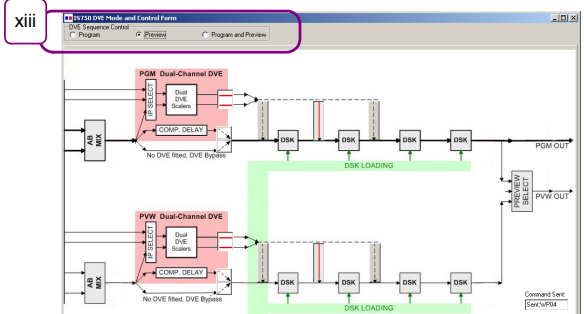 xiii
IS750 DVE Mode and Control Form
DVE Sequence Control
Program Preview Program and Preview
PGM Dual-Channel DVE
IP SELECT
Dual
DVE
Scalers
COMP. DELAY
AB
MIX
No DVE fitted, DVE Bypass
DSK DSK DSK DSK
PGM OUT
DSK LOADING
PREVIEW
SELECT
PVW OUT
PVW Dual-Channel DVE
IP SELECT
Dual
DVE
Scalers
COMP. DELAY
AB
MIX
No DVE fitted, DVE Bypass
DSK DSK DSK DSK
DSK LOADING
Command Sent:
Sent:WP04